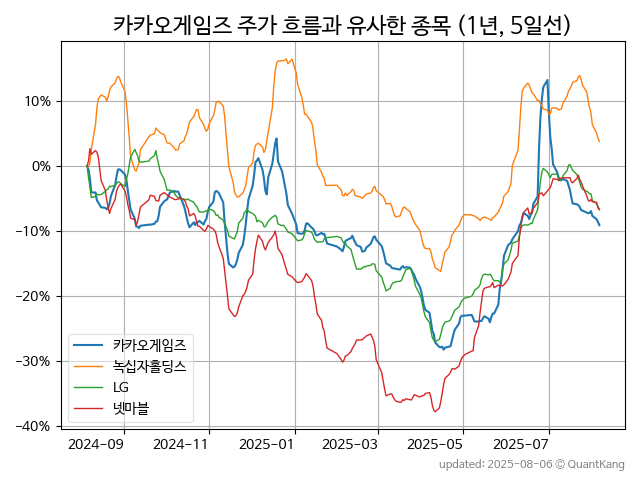 카카오게임즈 주가 흐름과 유사한 종목 (1년, 5일선)
10%
0%
−10%
−20%
−30%
−40%
카카오게임즈
녹십자홀딩스
LG
넷마블
2024-09
2024-11
2025-01
2025-03
2025-05
2025-07
updated: 2025-08-06 © QuantKang